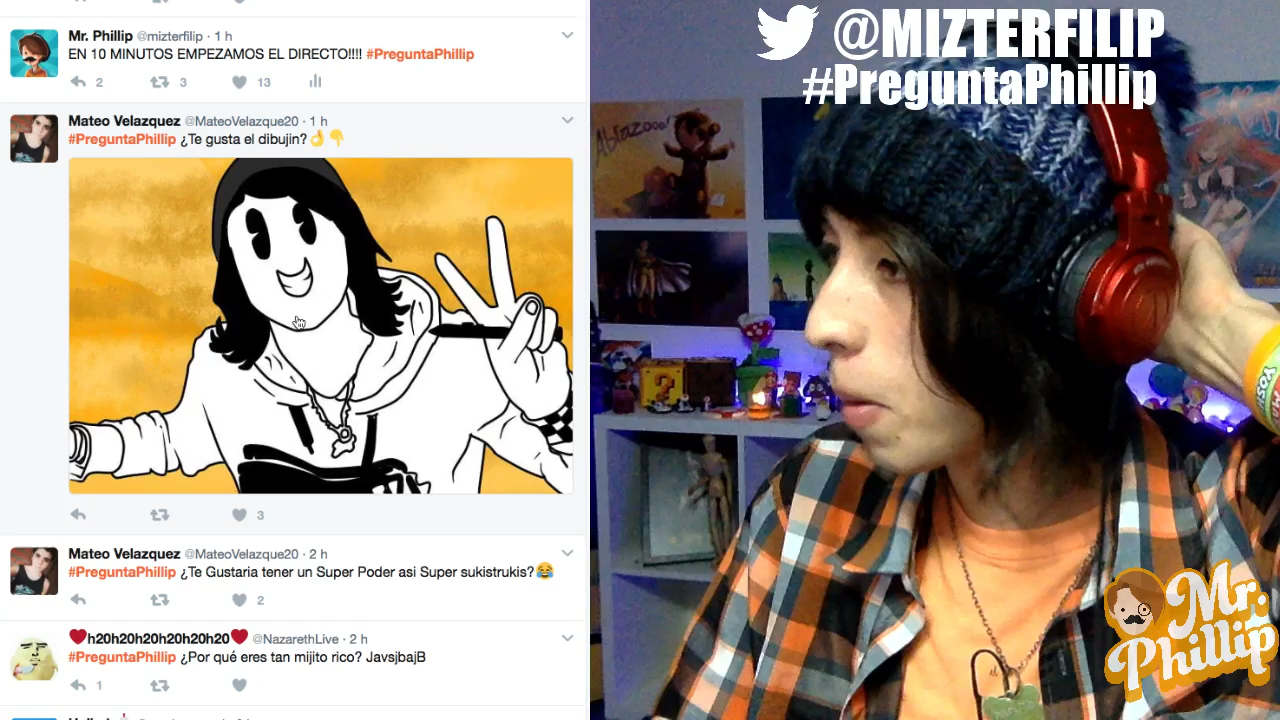 Mr. Phillip @mizterfilip · 1 h
EN 10 MINUTOS EMPEZAMOS EL DIRECTO!!!! #PreguntaPhillip
2 3 13
Mateo Velazquez @MateoVelazque20 · 1 h
#PreguntaPhillip ¿Te gusta el dibujin?👌👇
3
Mateo Velazquez @MateoVelazque20 · 2 h
#PreguntaPhillip ¿Te Gustaria tener un Super Poder asi Super sukistrukis?😂
2
❤h20h20h20h20h20h20❤ @NazarethLive · 2 h
#PreguntaPhillip ¿Por qué eres tan mijito rico? JavsjbajB
1
@MIZTERFILIP
#PreguntaPhillip
Mr.
Phillip